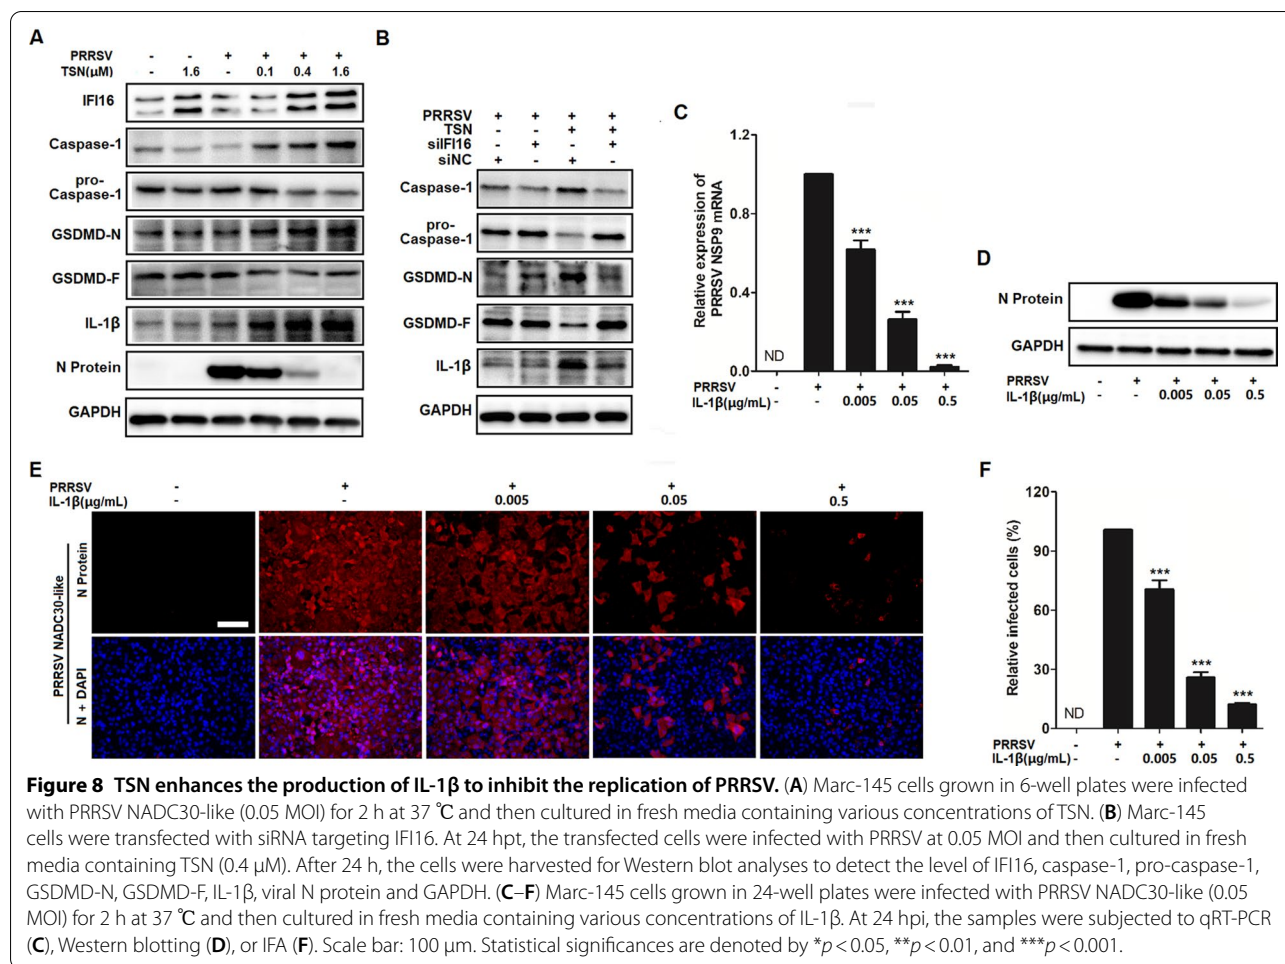 A
PRRSV - - + + + +
TSN(μM) - 1.6 - 0.1 0.4 1.6
IFI16
Caspase-1
pro-
Caspase-1
GSDMD-N
GSDMD-F
IL-1β
N Protein
GAPDH
B
PRRSV + + + +
TSN - - + +
siIFI16 - + - +
siNC + - + -
Caspase-1
pro-
Caspase-1
GSDMD-N
GSDMD-F
IL-1β
GAPDH
C
Relative expression of
PRRSV NSP9 mRNA
1.2
0.8
0.4
0.0
ND
***
***
***
PRRSV - + + + +
IL-1β(μg/mL) - - 0.005 0.05 0.5
D
N Protein
GAPDH
PRRSV - + + + +
IL-1β(μg/mL) - - 0.005 0.05 0.5
E
PRRSV - + + + +
IL-1β(μg/mL) - - 0.005 0.05 0.5
PRRSV NADC30-like
N Protein
N + DAPI
F
Relative infected cells (%)
120
90
60
30
0
ND
***
***
***
PRRSV - + + + +
IL-1β(μg/mL) - - 0.005 0.05 0.5
Figure 8 TSN enhances the production of IL-1β to inhibit the replication of PRRSV. (A) Marc-145 cells grown in 6-well plates were infected
with PRRSV NADC30-like (0.05 MOI) for 2 h at 37 ℃ and then cultured in fresh media containing various concentrations of TSN. (B) Marc-145
cells were transfected with siRNA targeting IFI16. At 24 hpt, the transfected cells were infected with PRRSV at 0.05 MOI and then cultured in fresh
media containing TSN (0.4 μM). After 24 h, the cells were harvested for Western blot analyses to detect the level of IFI16, caspase-1, pro-caspase-1,
GSDMD-N, GSDMD-F, IL-1β, viral N protein and GAPDH. (C–F) Marc-145 cells grown in 24-well plates were infected with PRRSV NADC30-like (0.05
MOI) for 2 h at 37 ℃ and then cultured in fresh media containing various concentrations of IL-1β. At 24 hpi, the samples were subjected to qRT-PCR
(C), Western blotting (D), or IFA (F). Scale bar: 100 μm. Statistical significances are denoted by *p < 0.05, **p < 0.01, and ***p < 0.001.